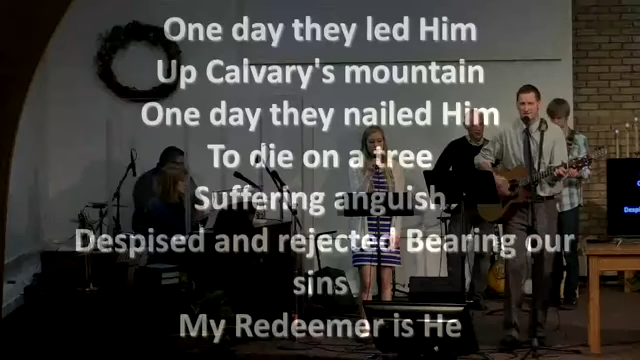 One day they led Him
Up Calvary's mountain
One day they nailed Him
To die on a tree
Suffering anguish
Despised and rejected Bearing our
sins
My Redeemer is He